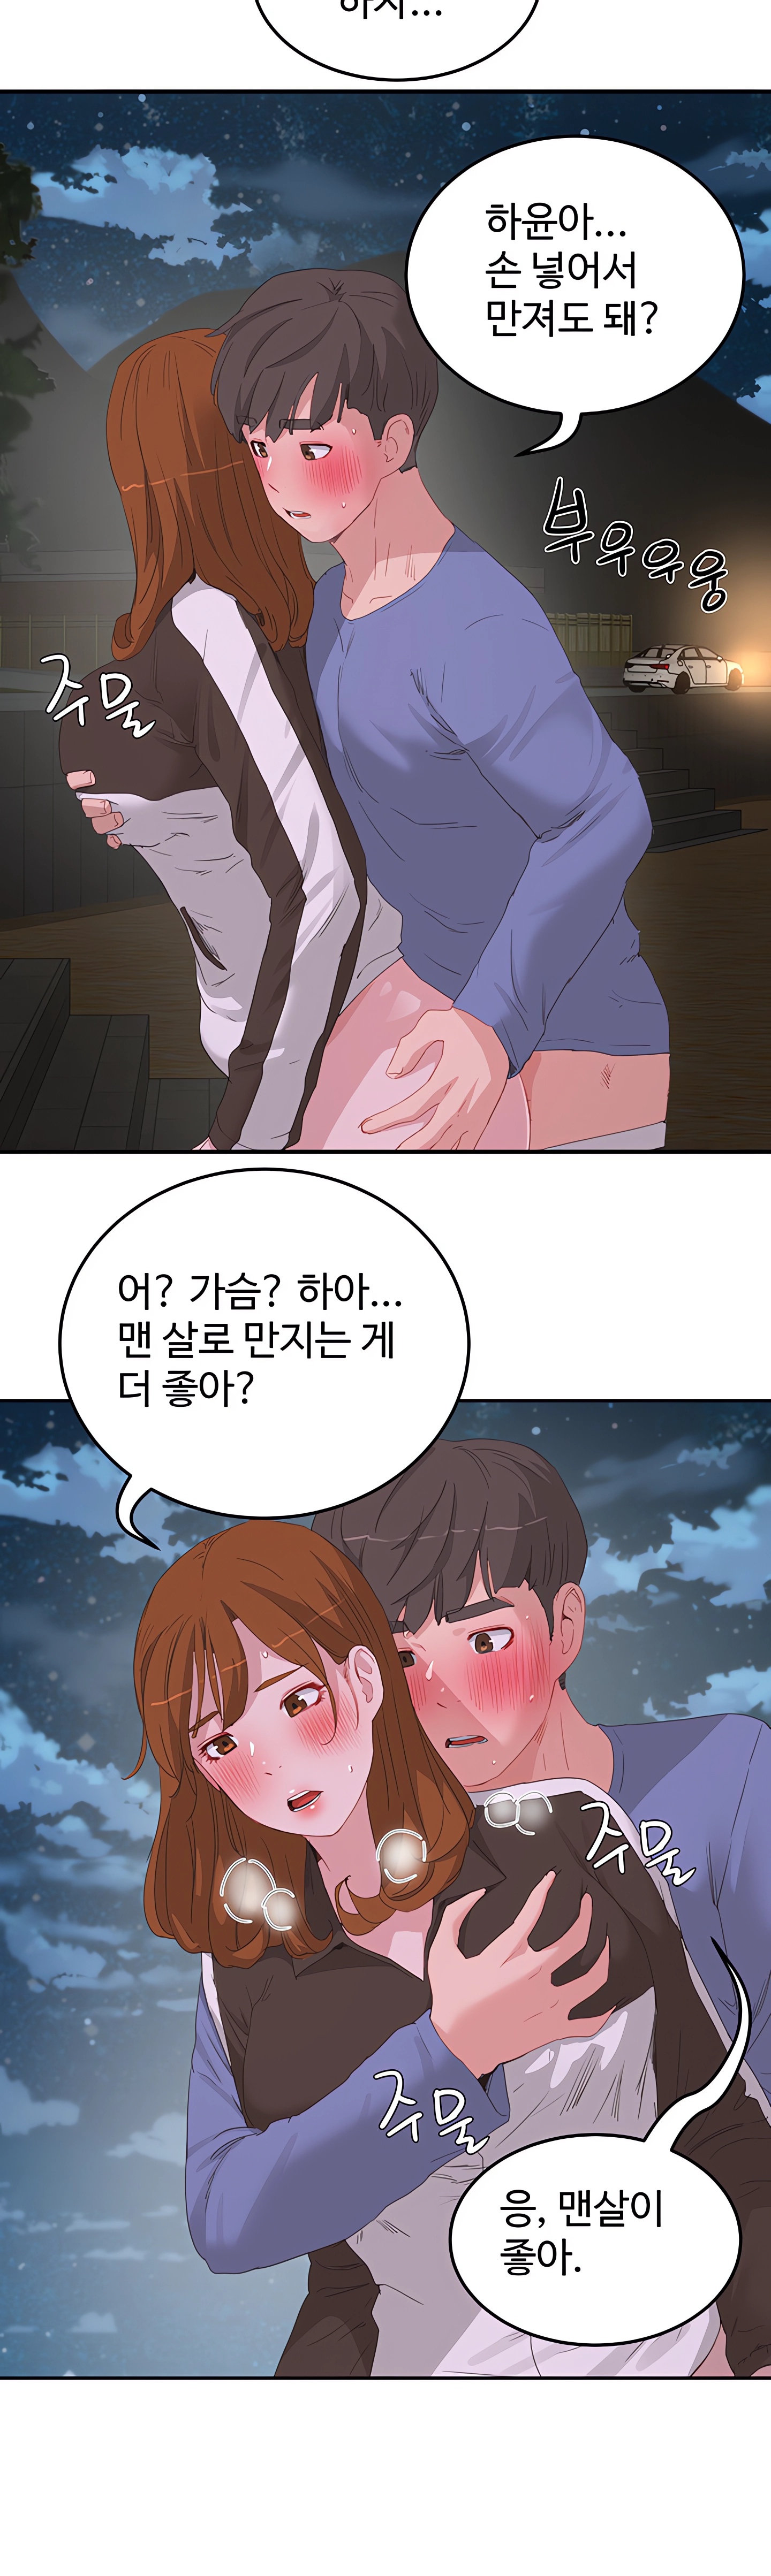 하윤아...
손 넣어서
만져도 돼?
부우우웅
주물
어? 가슴? 하아...
맨 살로 만지는 게
더 좋아?
주물
주물
응, 맨살이
좋아.